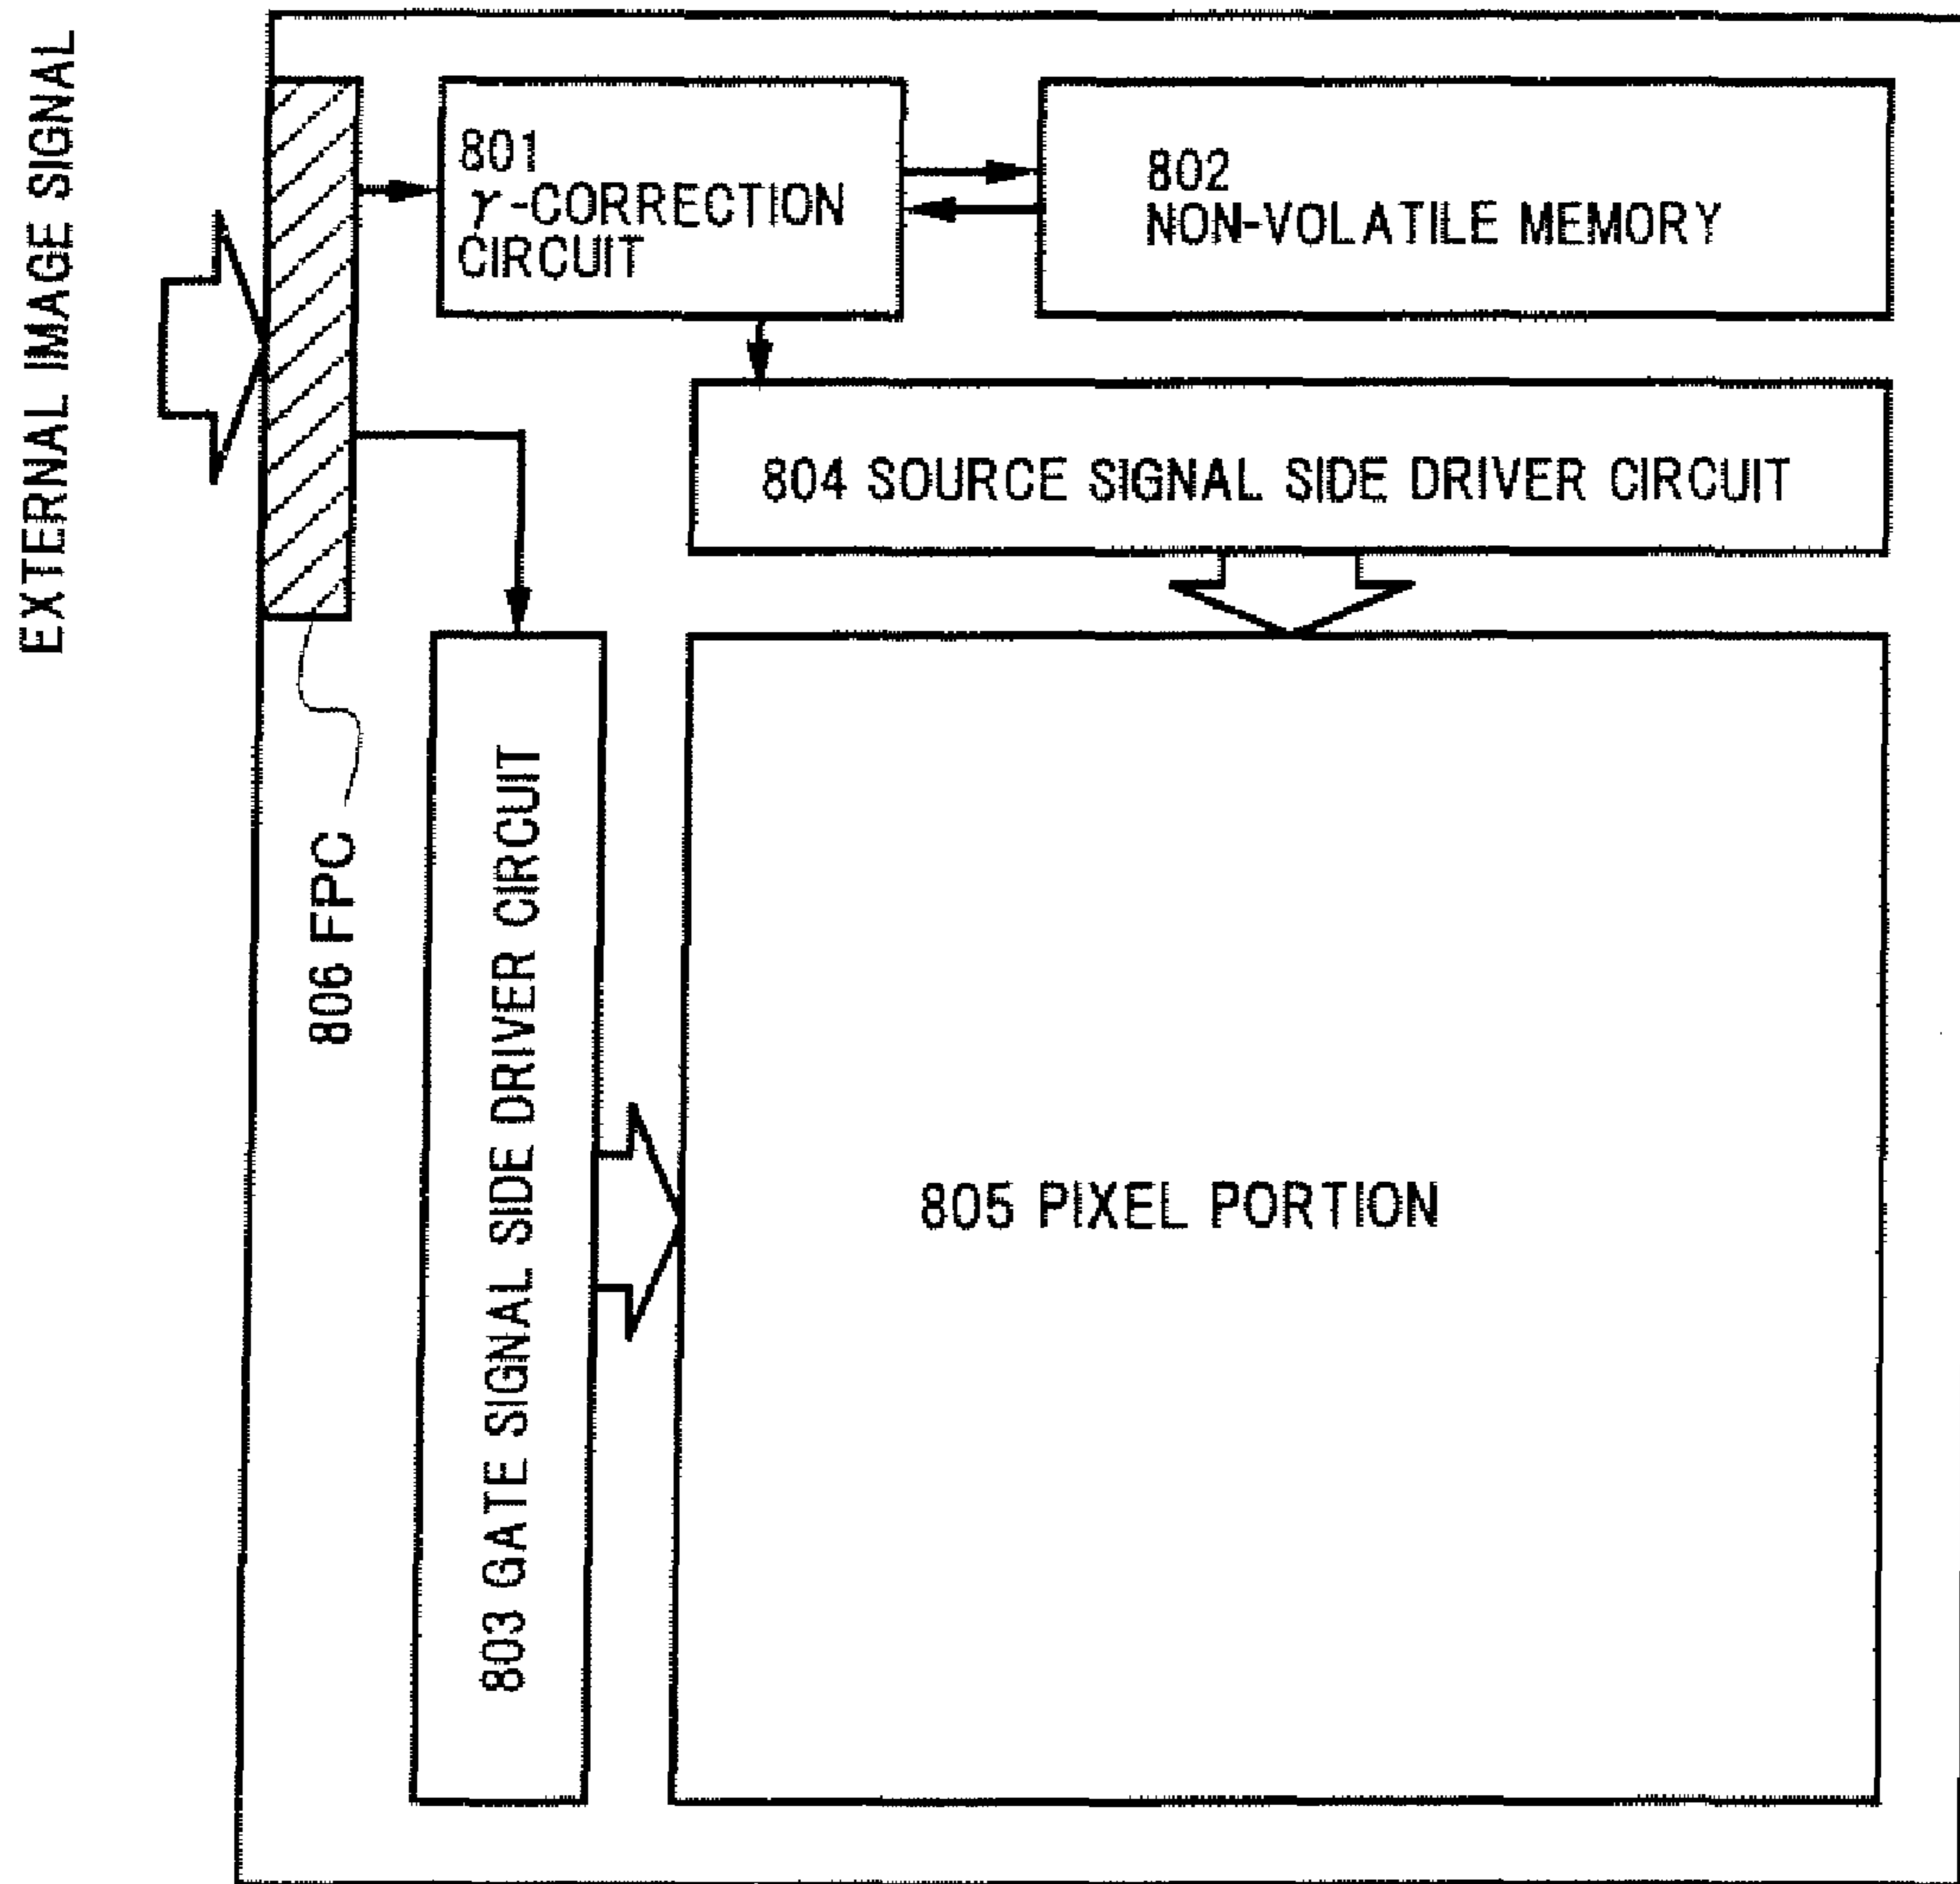 EXTERNAL IMAGE SIGNAL
801
γ-CORRECTION
CIRCUIT
802
NON-VOLATILE MEMORY
804 SOURCE SIGNAL SIDE DRIVER CIRCUIT
806 FPC
803 GATE SIGNAL SIDE DRIVER CIRCUIT
805 PIXEL PORTION